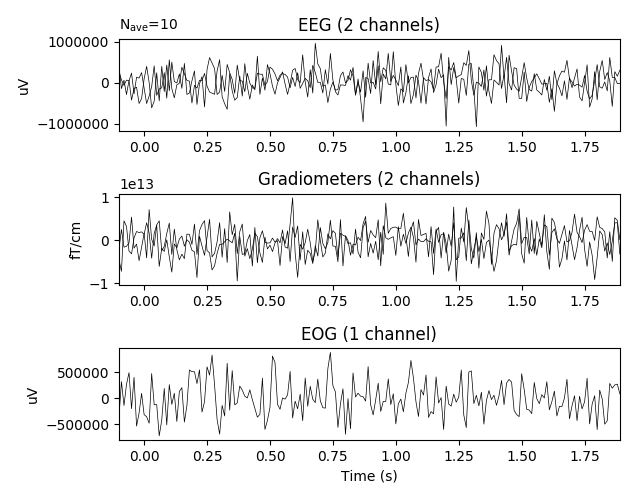 N_ave=10
EEG (2 channels)
1000000
0
−1000000
uV
0.00 0.25 0.50 0.75 1.00 1.25 1.50 1.75
1e13
Gradiometers (2 channels)
1
0
−1
fT/cm
0.00 0.25 0.50 0.75 1.00 1.25 1.50 1.75
EOG (1 channel)
500000
0
−500000
uV
0.00 0.25 0.50 0.75 1.00 1.25 1.50 1.75
Time (s)